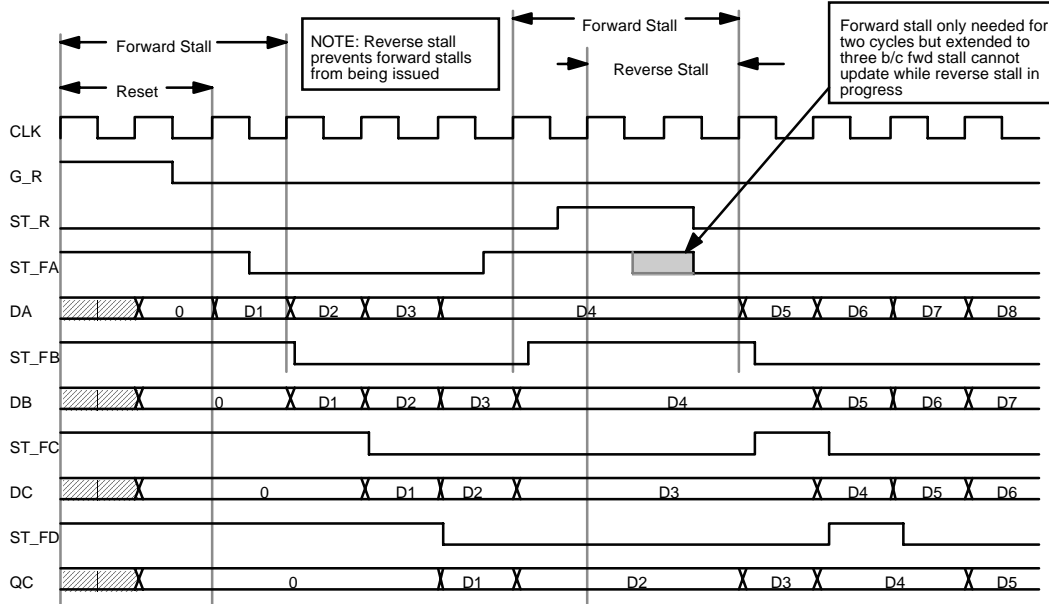 Forward Stall
NOTE: Reverse stall
prevents forward stalls
from being issued
Forward Stall
Reverse Stall
Forward stall only needed for
two cycles but extended to
three b/c fwd stall cannot
update while reverse stall in
progress
Reset
CLK
G_R
ST_R
ST_FA
DA 0 D1 D2 D3 D4 D5 D6 D7 D8
ST_FB
DB 0 D1 D2 D3 D4 D5 D6 D7
ST_FC
DC 0 D1 D2 D3 D4 D5 D6
ST_FD
QC 0 D1 D2 D3 D4 D5